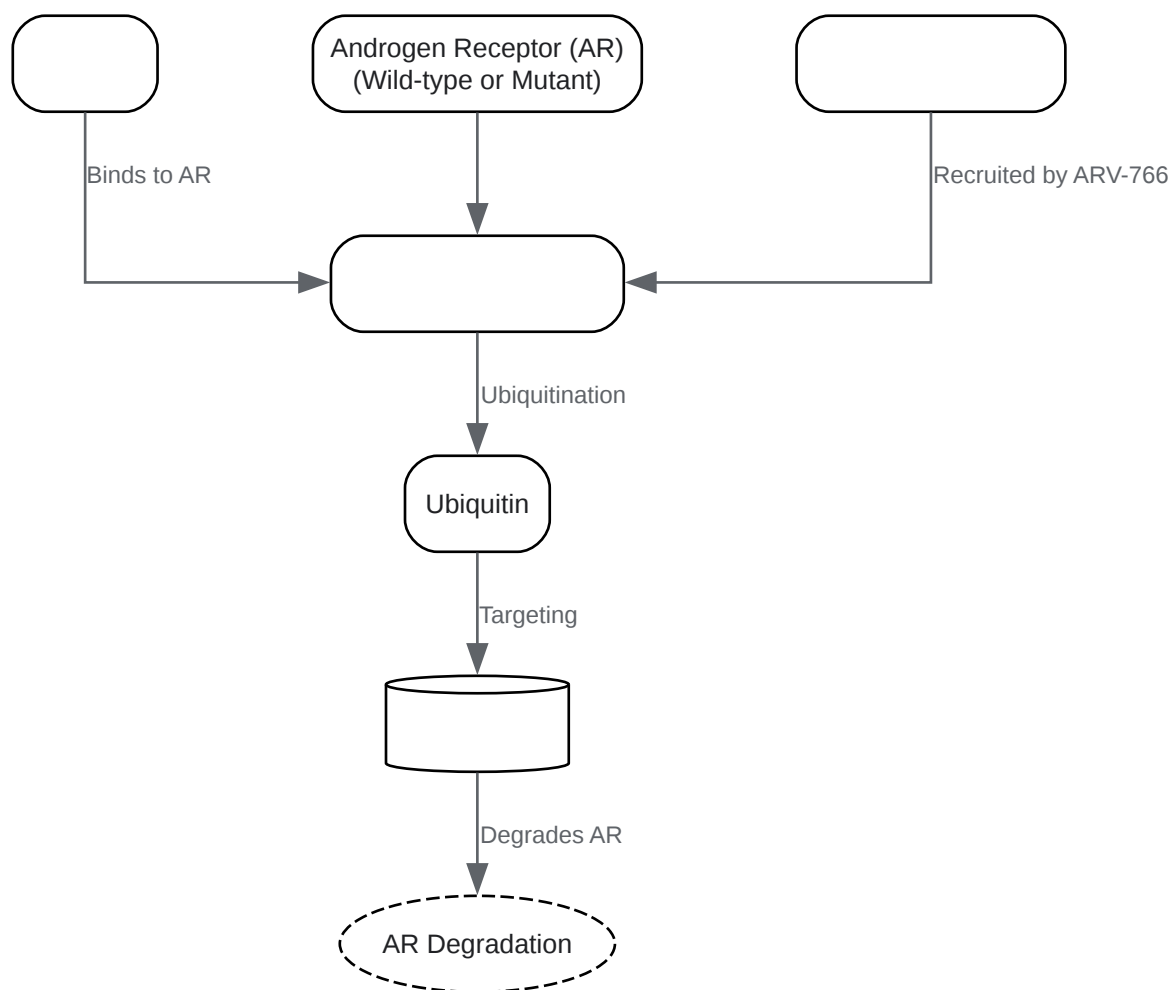 Androgen Receptor (AR)
(Wild-type or Mutant)
Binds to AR
Recruited by ARV-766
Ubiquitination
Ubiquitin
Targeting
Degrades AR
AR Degradation